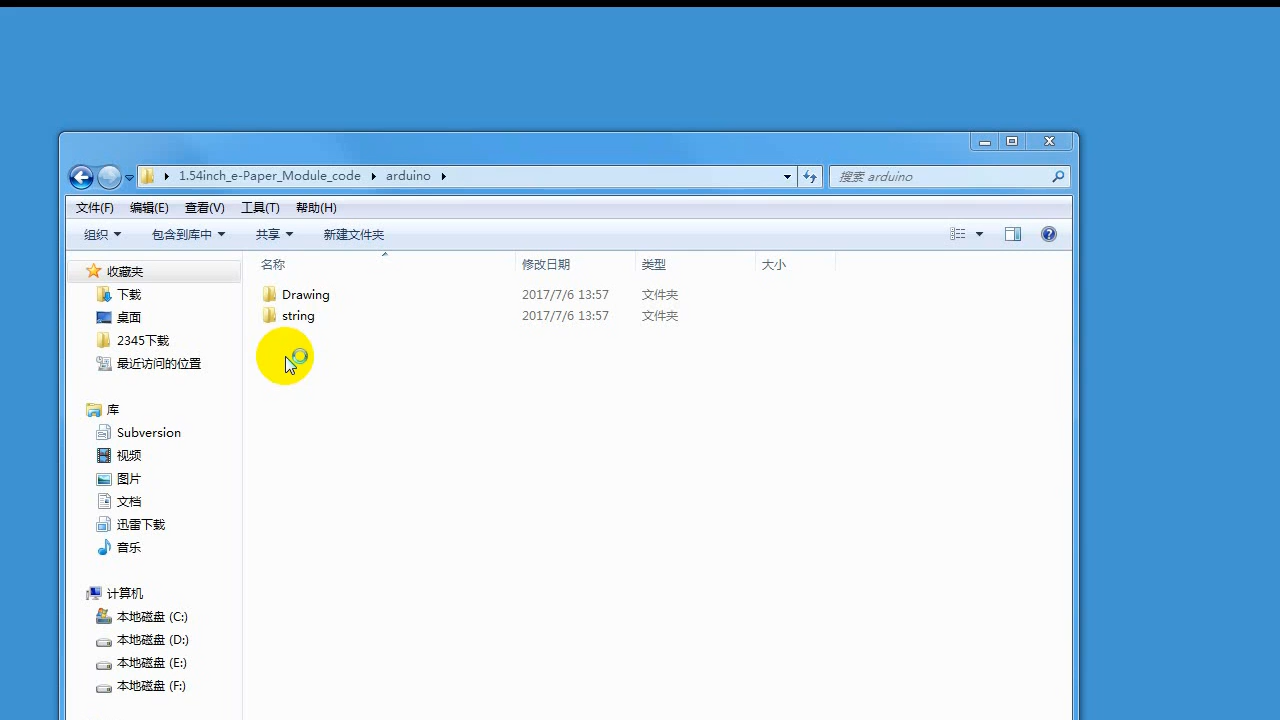 1.54inch_e-Paper_Module_code arduino 搜索 arduino
文件(F) 编辑(E) 查看(V) 工具(T) 帮助(H)
组织 包含到库中 共享 新建文件夹
名称 修改日期 类型 大小
Drawing 2017/7/6 13:57 文件夹
string 2017/7/6 13:57 文件夹
收藏夹
下载
桌面
2345下载
最近访问的位置
库
Subversion
视频
图片
文档
迅雷下载
音乐
计算机
本地磁盘 (C:)
本地磁盘 (D:)
本地磁盘 (E:)
本地磁盘 (F:)